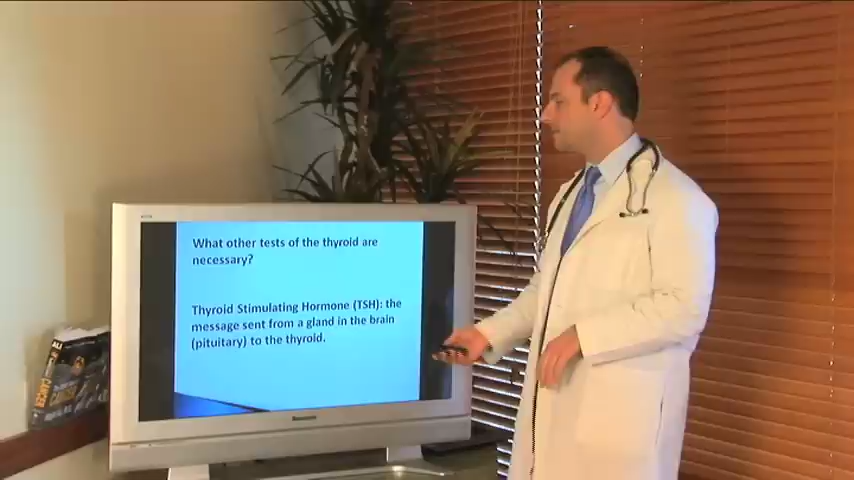 What other tests of the thyroid are
necessary?
Thyroid Stimulating Hormone (TSH): the
message sent from a gland in the brain
(pituitary) to the thyroid.
CANCER